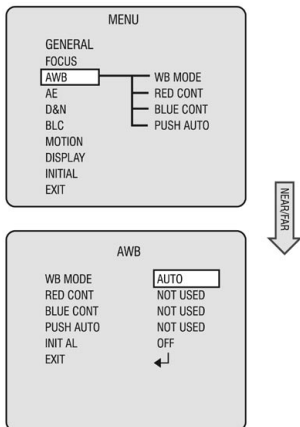 MENU
GENERAL
FOCUS
AWB
WB MODE
AE
RED CONT
D&N
BLUE CONT
BLC
PUSH AUTO
MOTION
DISPLAY
INITIAL
EXIT
NEAR/FAR
AWB
WB MODE AUTO
RED CONT NOT USED
BLUE CONT NOT USED
PUSH AUTO NOT USED
INIT AL OFF
EXIT